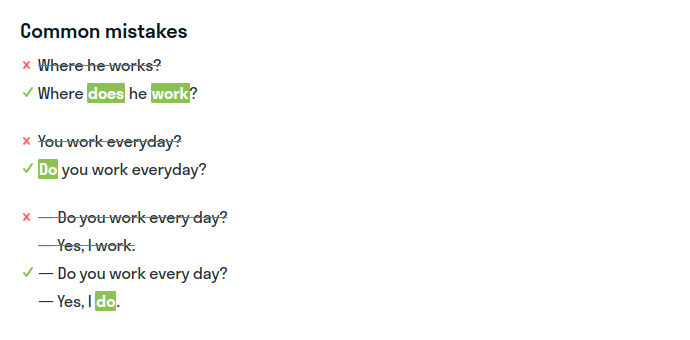 Common mistakes
Where he works?
Where does he work?
You work everyday?
Do you work everyday?
— Do you work every day?
— Yes, I work.
— Do you work every day?
— Yes, I do.